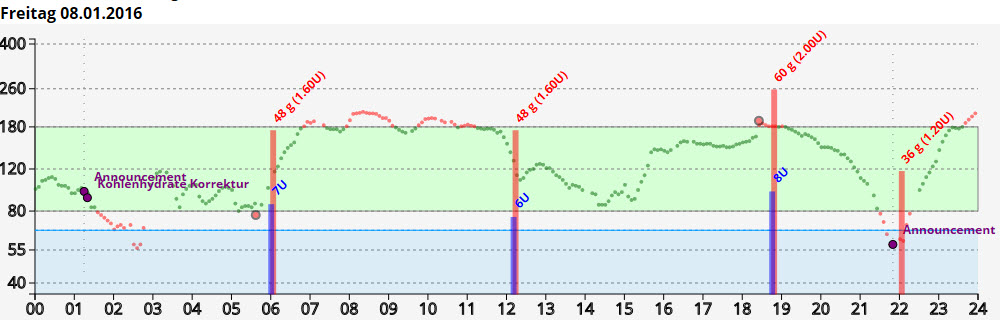 Freitag 08.01.2016
400
260
180
120
80
55
40
48 g (1.60U)
48 g (1.60U)
60 g (2.00U)
36 g (1.20U)
Announcement
Kohlenhydrate Korrektur
7U
6U
8U
Announcement
00 01 02 03 04 05 06 07 08 09 10 11 12 13 14 15 16 17 18 19 20 21 22 23 24